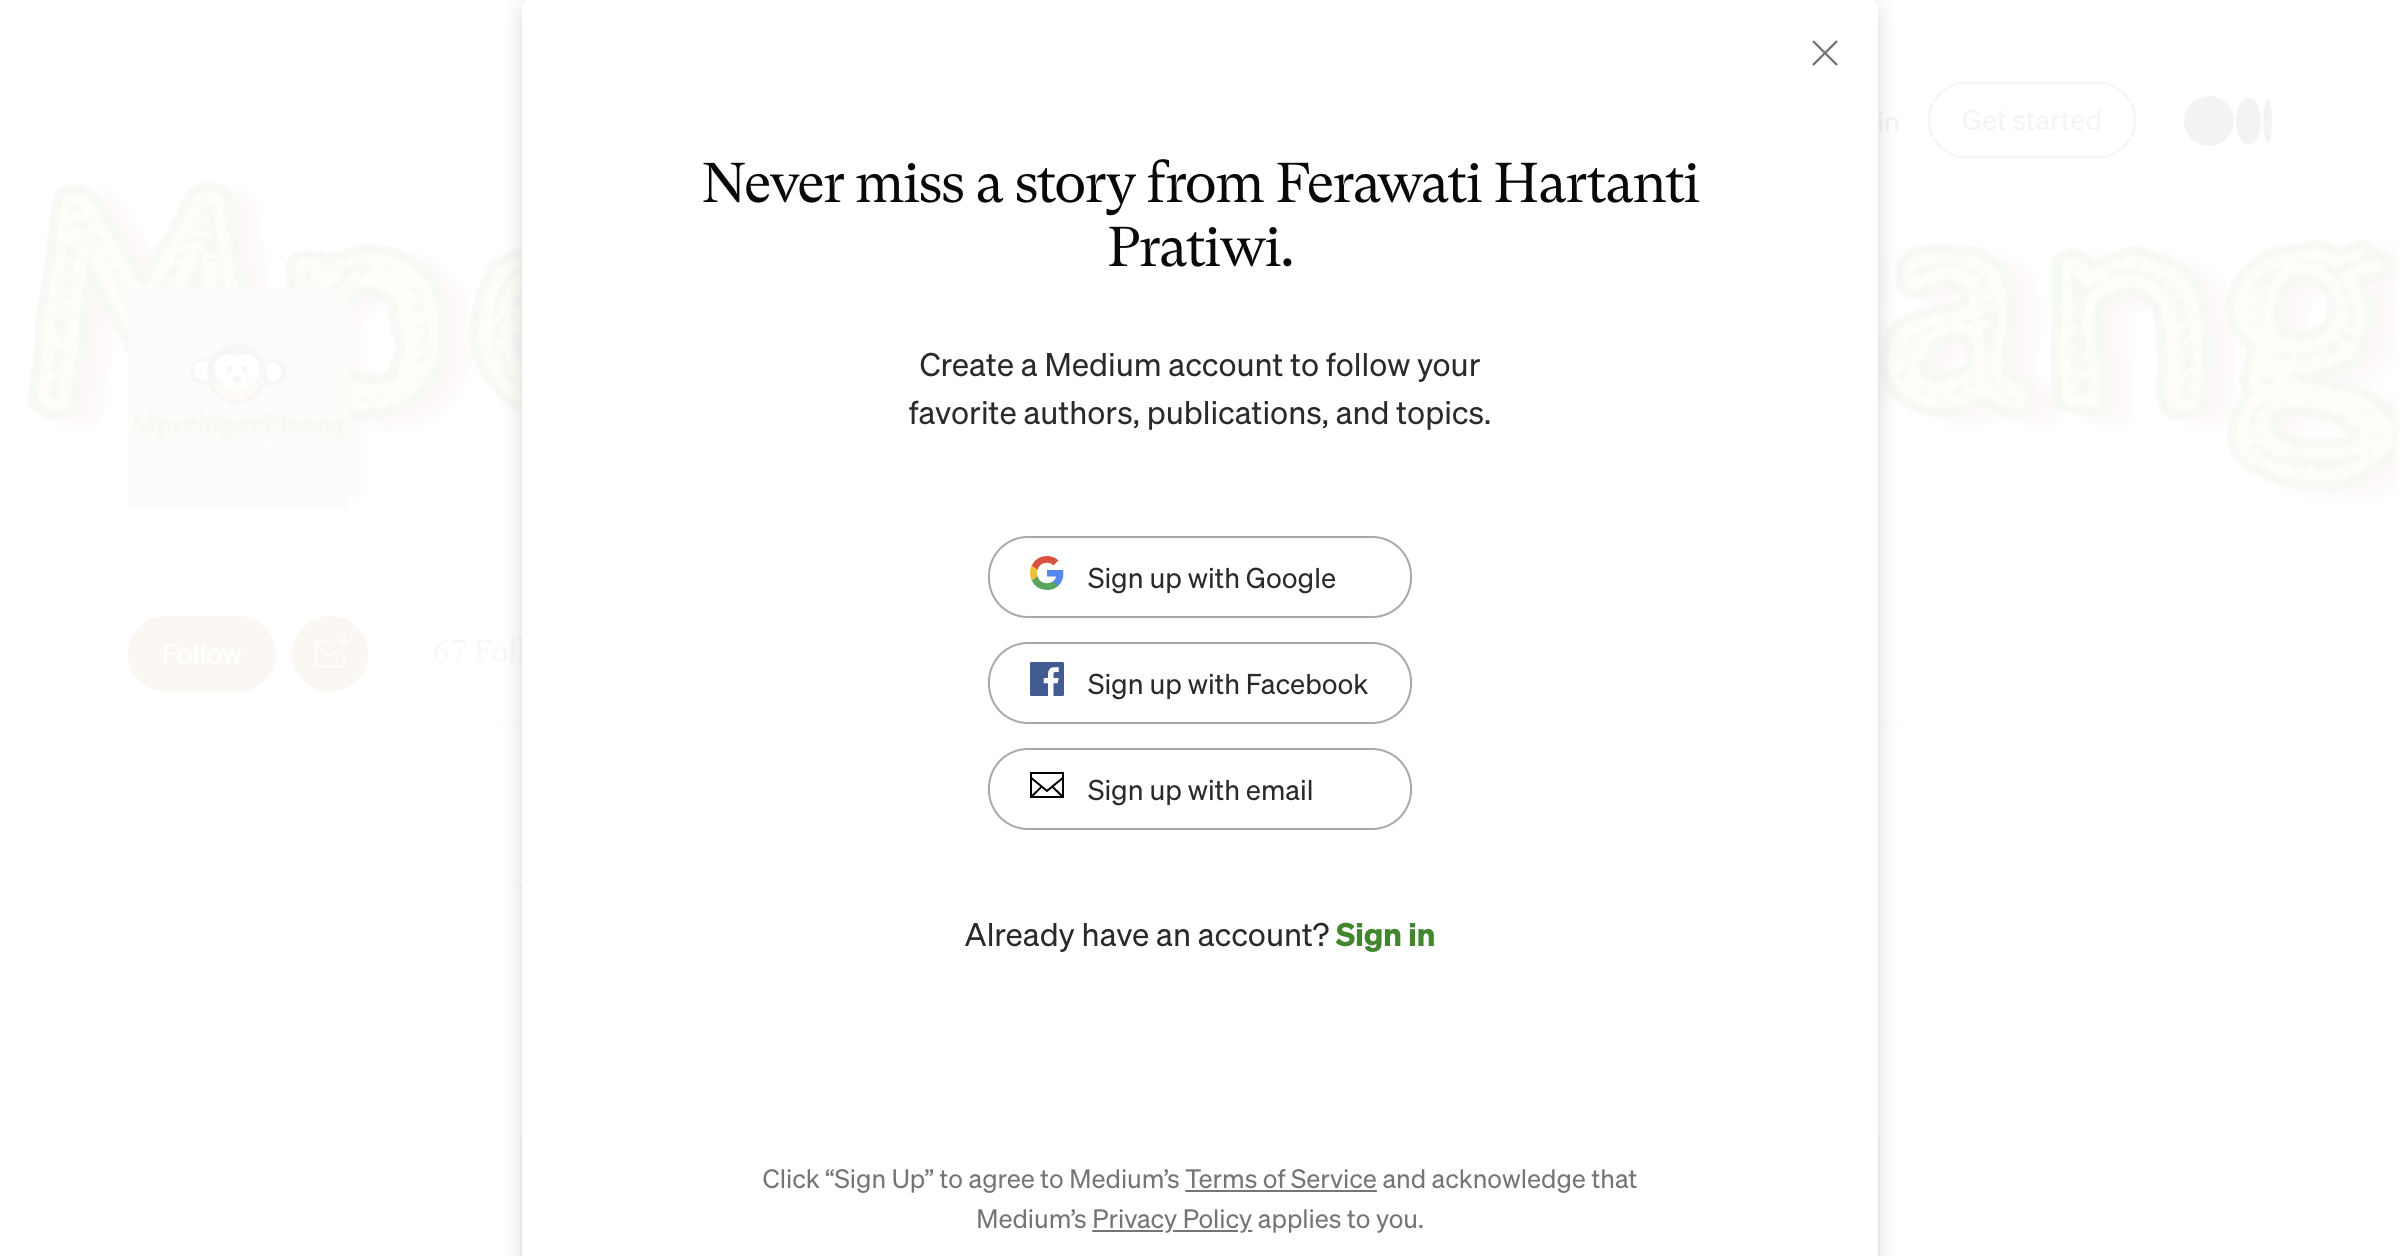 Never miss a story from Ferawati Hartanti
Pratiwi.
Create a Medium account to follow your
favorite authors, publications, and topics.
Sign up with Google
Sign up with Facebook
Sign up with email
Already have an account? Sign in
Click “Sign Up” to agree to Medium’s Terms of Service and acknowledge that
Medium’s Privacy Policy applies to you.
in
Get started
ang
MperMperPisang
Follow
67 Foll